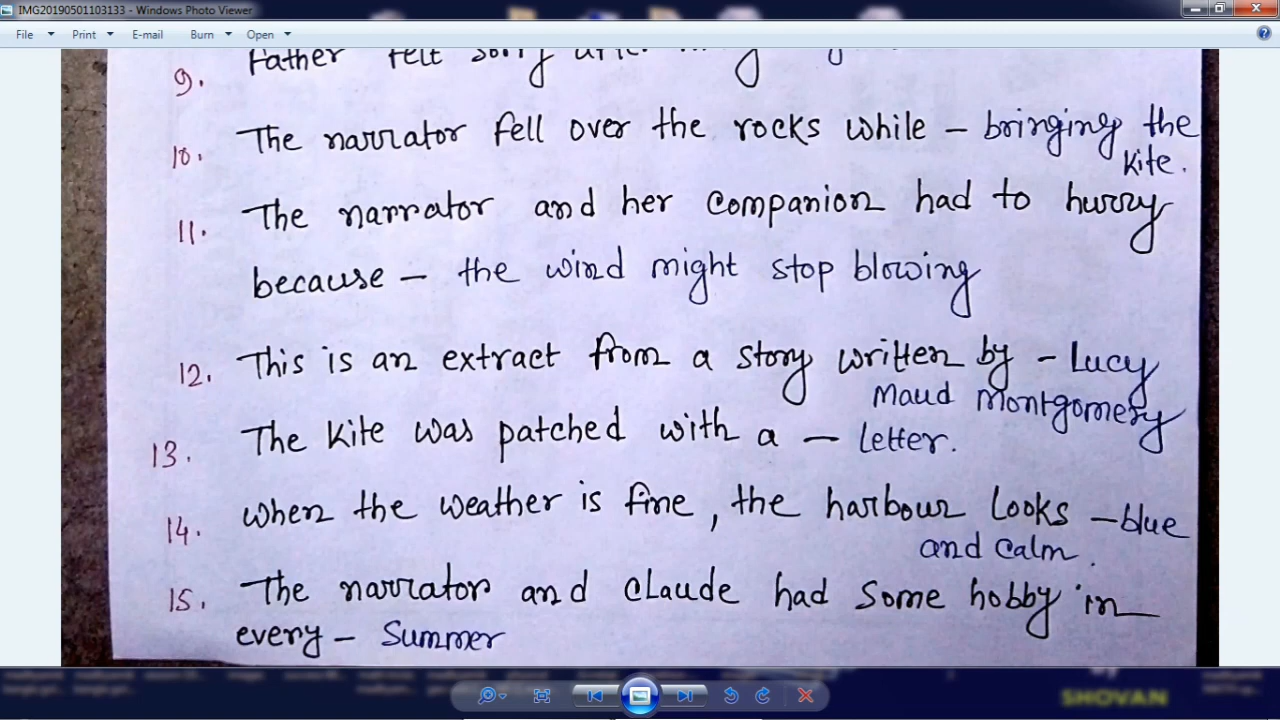 IMG20190501103133 - Windows Photo Viewer
File Print E-mail Burn Open
9. Father felt sorry
10. The narrator fell over the rocks while - bringing the
kite.
11. The narrator and her companion had to hurry
because - the wind might stop blowing
12. This is an extract from a story written by - Lucy
Maud Montgomery
13. The kite was patched with a - letter.
14. When the weather is fine, the harbour looks - blue
and calm.
15. The narrator and Claude had some hobby in
every - Summer
SHOVAN